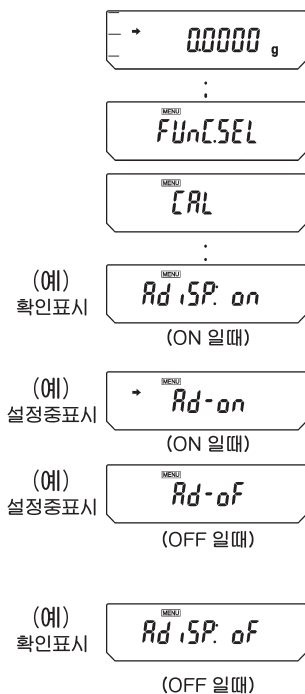 → 0.0000 g
:
MENU
FUnC.SEL
MENU
CAL
:
(예)
확인표시
MENU
Ad iSP: on
(ON 일때)
(예)
설정중표시
→ MENU
Ad-on
(ON 일때)
(예)
설정중표시
MENU
Ad-oF
(OFF 일때)
(예)
확인표시
MENU
Ad iSP: oF
(OFF 일때)